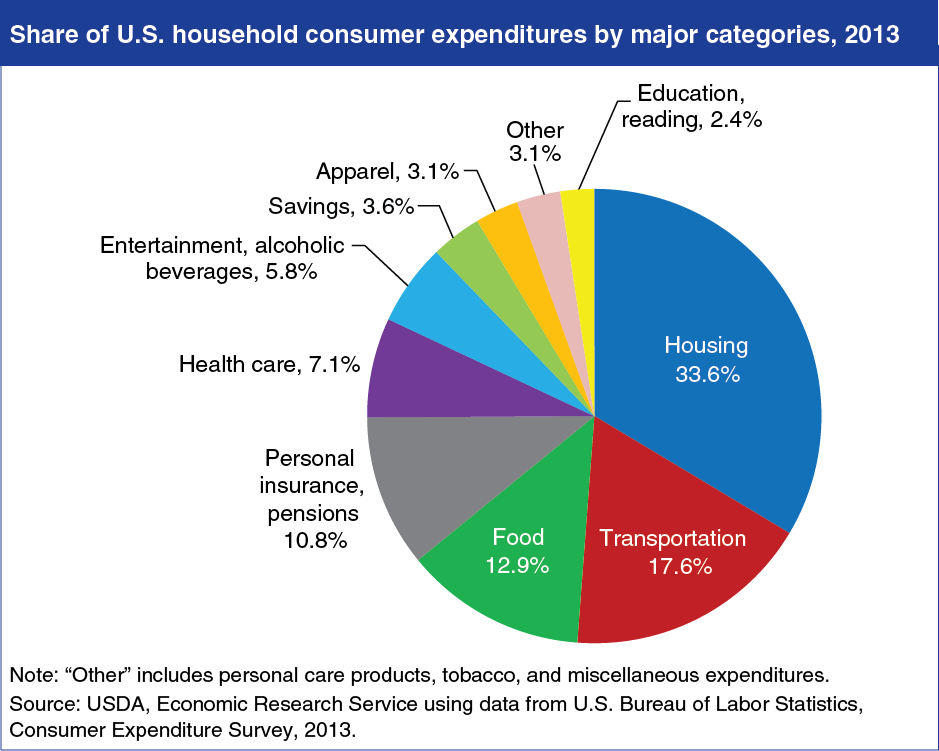 Share of U.S. household consumer expenditures by major categories, 2013
Education,
reading, 2.4%
Other
3.1%
Apparel, 3.1%
Savings, 3.6%
Entertainment, alcoholic
beverages, 5.8%
Health care, 7.1%
Personal
insurance,
pensions
10.8%
Food
12.9%
Transportation
17.6%
Housing
33.6%
Note: “Other” includes personal care products, tobacco, and miscellaneous expenditures.
Source: USDA, Economic Research Service using data from U.S. Bureau of Labor Statistics,
Consumer Expenditure Survey, 2013.